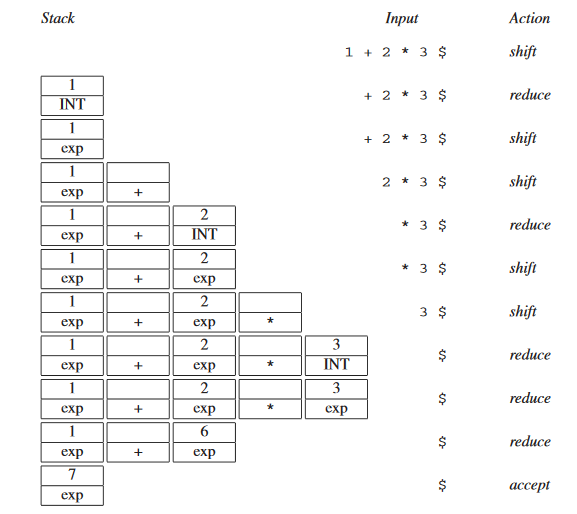 Stack Input Action
1 + 2 * 3 $ shift
1
INT + 2 * 3 $ reduce
1
exp + 2 * 3 $ shift
1
exp + 2 * 3 $ shift
1 2
exp + INT * 3 $ reduce
1 2
exp + exp * 3 $ shift
1 2
exp + exp * 3 $ shift
1 2 3
exp + exp * INT $ reduce
1 2 3
exp + exp * exp $ reduce
1 6
exp + exp $ reduce
7
exp $ accept